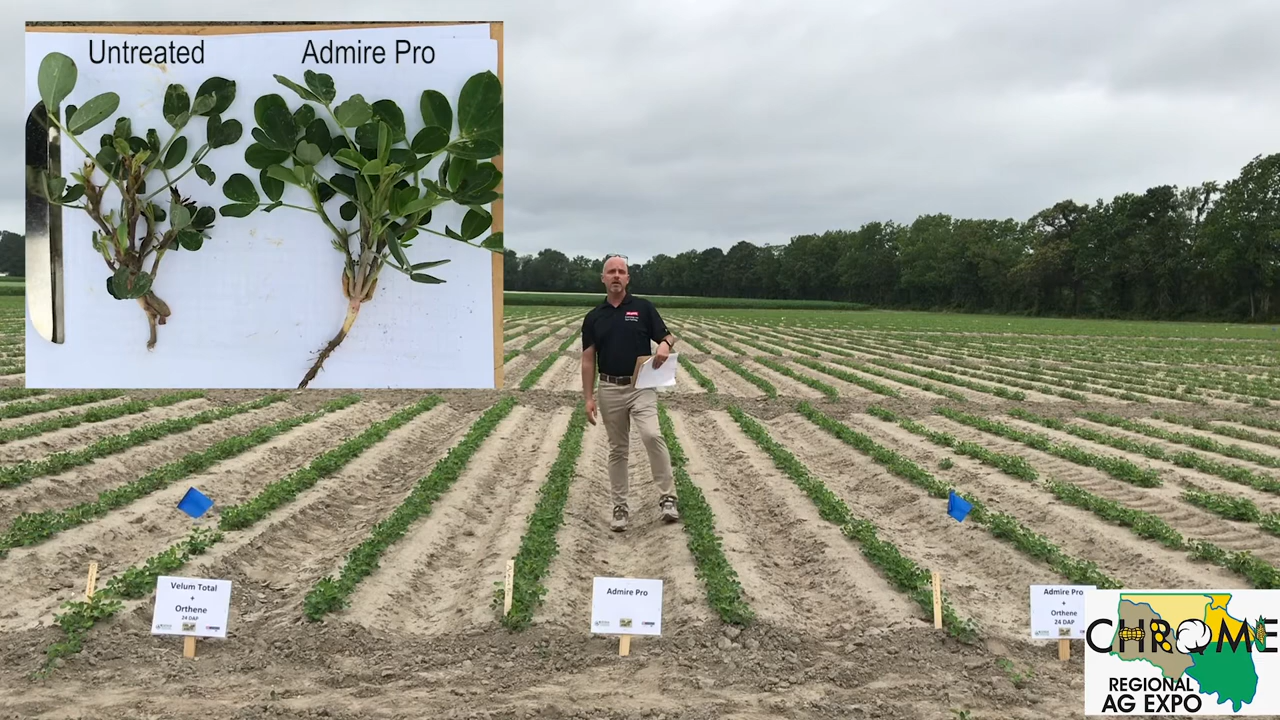 Untreated
Admire Pro
Velum Total
+
Orthene
24 DAP
Admire Pro
Admire Pro
+
Orthene
24 DAP
CHROME
REGIONAL
AG EXPO